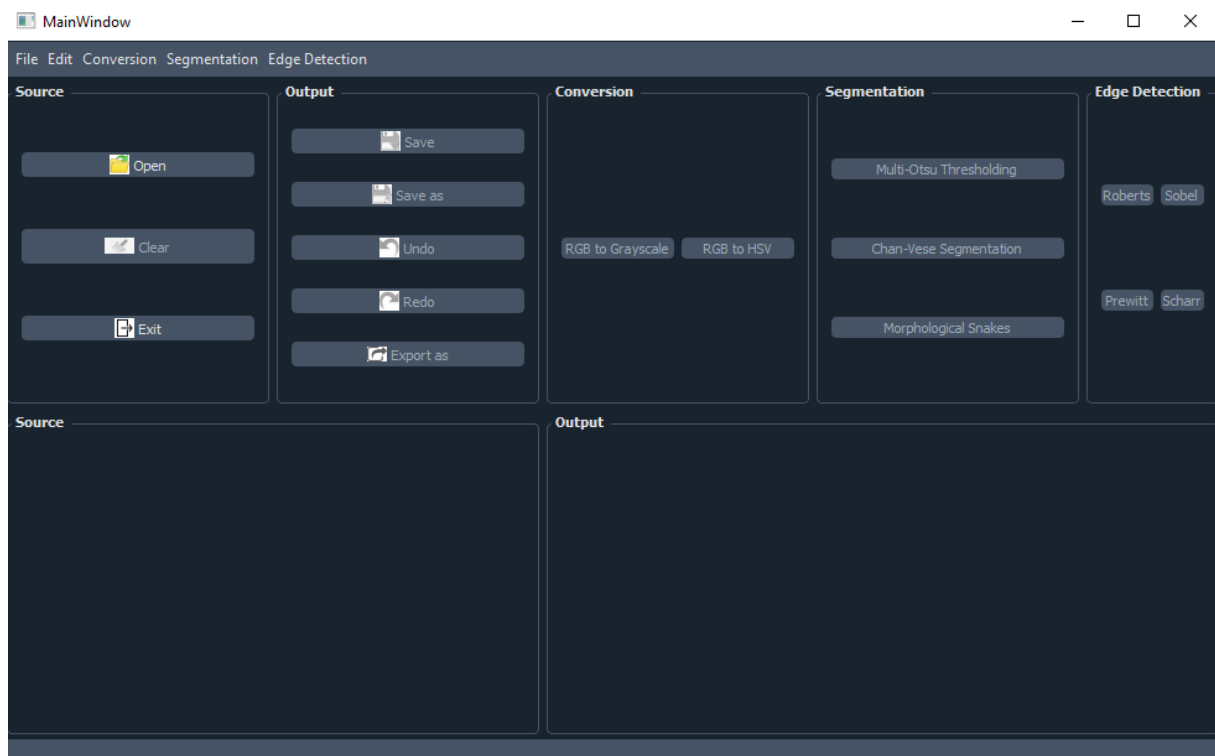 MainWindow
File Edit Conversion Segmentation Edge Detection
Source
Open
Clear
Exit
Output
Save
Save as
Undo
Redo
Export as
Conversion
RGB to Grayscale RGB to HSV
Segmentation
Multi-Otsu Thresholding
Chan-Vese Segmentation
Morphological Snakes
Edge Detection
Roberts Sobel
Prewitt Scharr
Source
Output